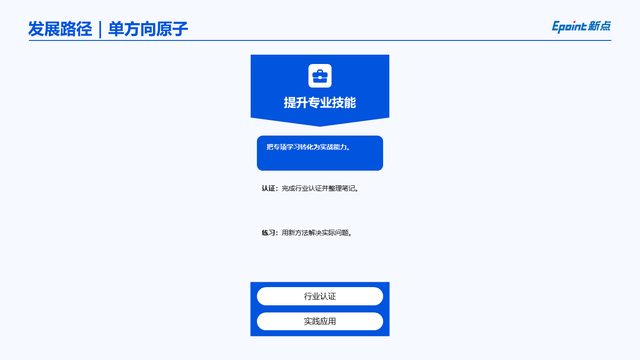 发展路径｜单方向原子
Epoint新点
提升专业技能
把专项学习转化为实战能力。
认证：完成行业认证并整理笔记。
练习：用新方法解决实际问题。
行业认证
实践应用